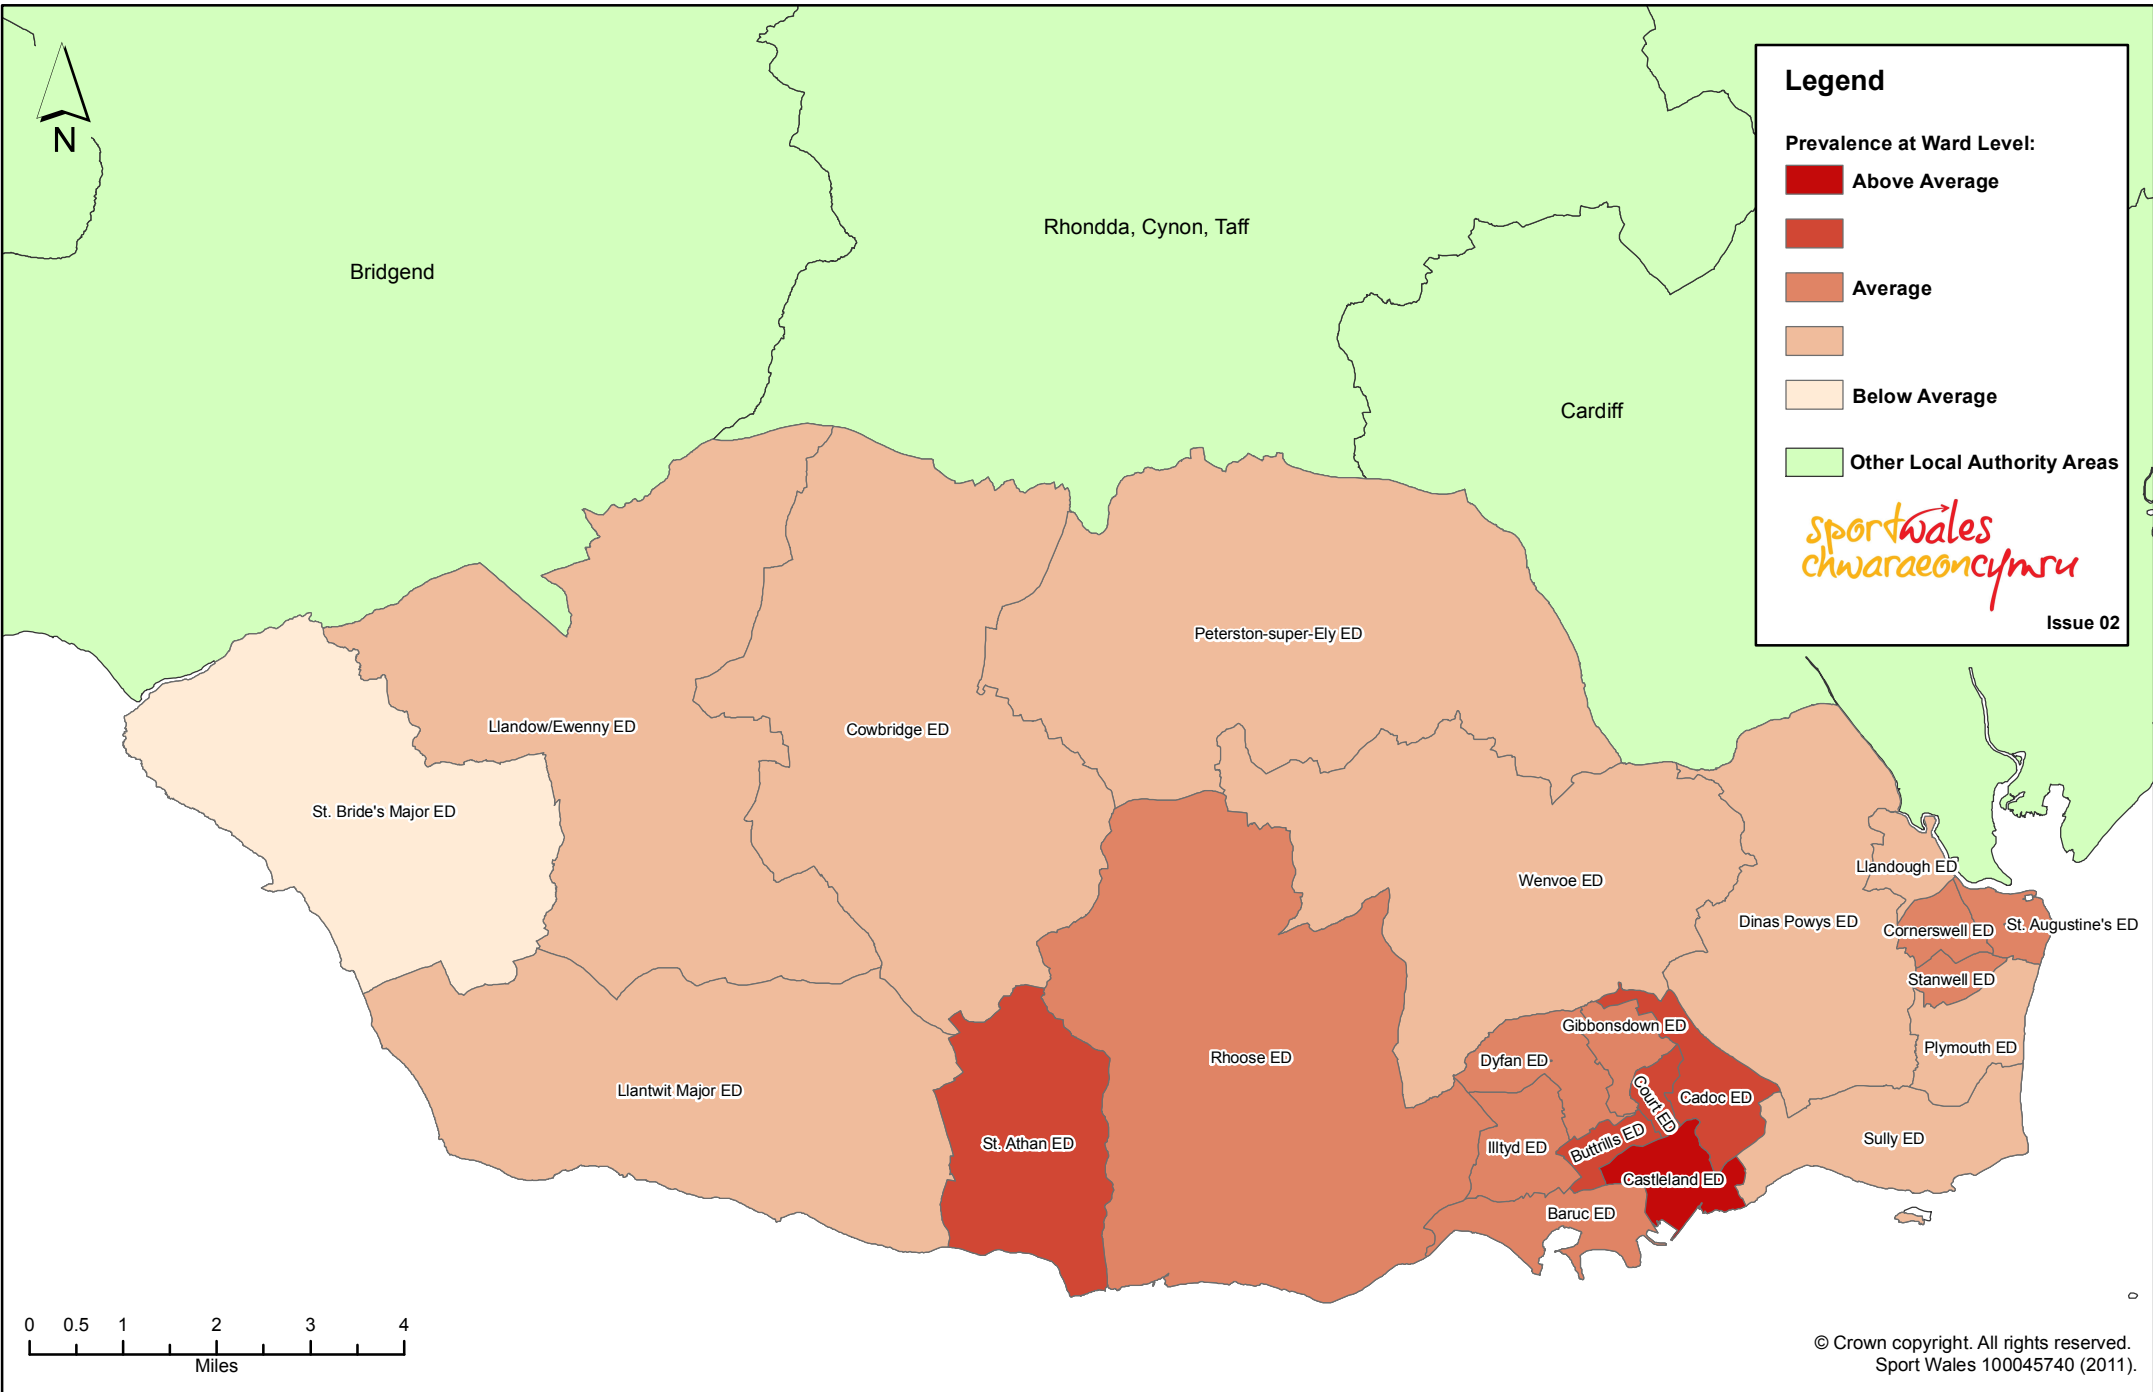 N
Bridgend
Rhondda, Cynon, Taff
Cardiff
Legend
Prevalence at Ward Level:
Above Average
Average
Below Average
Other Local Authority Areas
sportwales
chwaraeoncymru
Issue 02
Peterston-super-Ely ED
Llandow/Ewenny ED
Cowbridge ED
St. Bride's Major ED
Wenvoe ED
Llandough ED
Dinas Powys ED
Cornerswell ED
St. Augustine's ED
Stanwell ED
Gibbonsdown ED
Plymouth ED
Rhoose ED
Dyfan ED
Llantwit Major ED
Court ED
Cadoc ED
St. Athan ED
Illtyd ED
Buttrills ED
Sully ED
Castleland ED
Baruc ED
0 0.5 1 2 3 4
Miles
© Crown copyright. All rights reserved.
Sport Wales 100045740 (2011).